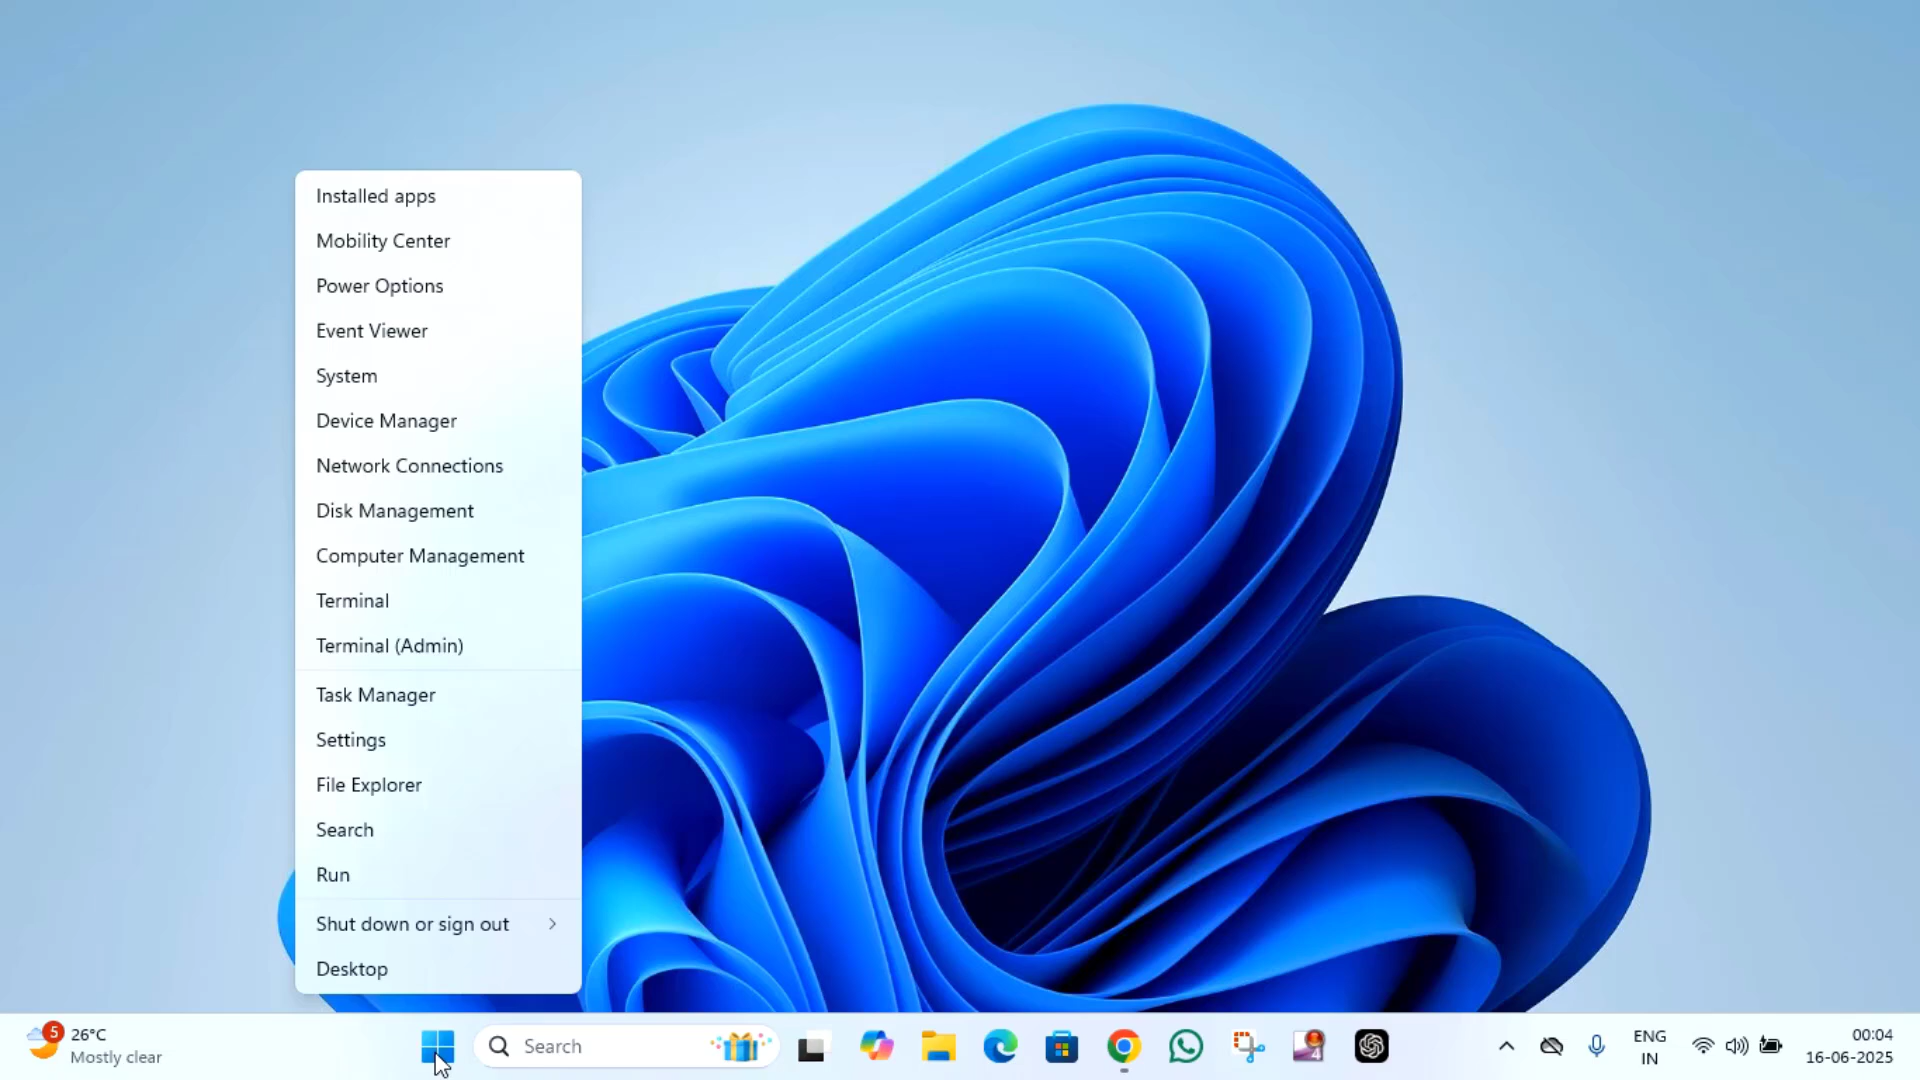 Installed apps
Mobility Center
Power Options
Event Viewer
System
Device Manager
Network Connections
Disk Management
Computer Management
Terminal
Terminal (Admin)
Task Manager
Settings
File Explorer
Search
Run
Shut down or sign out
Desktop
5
26°C
Mostly clear
Search
4
ENG
IN
00:04
16-06-2025